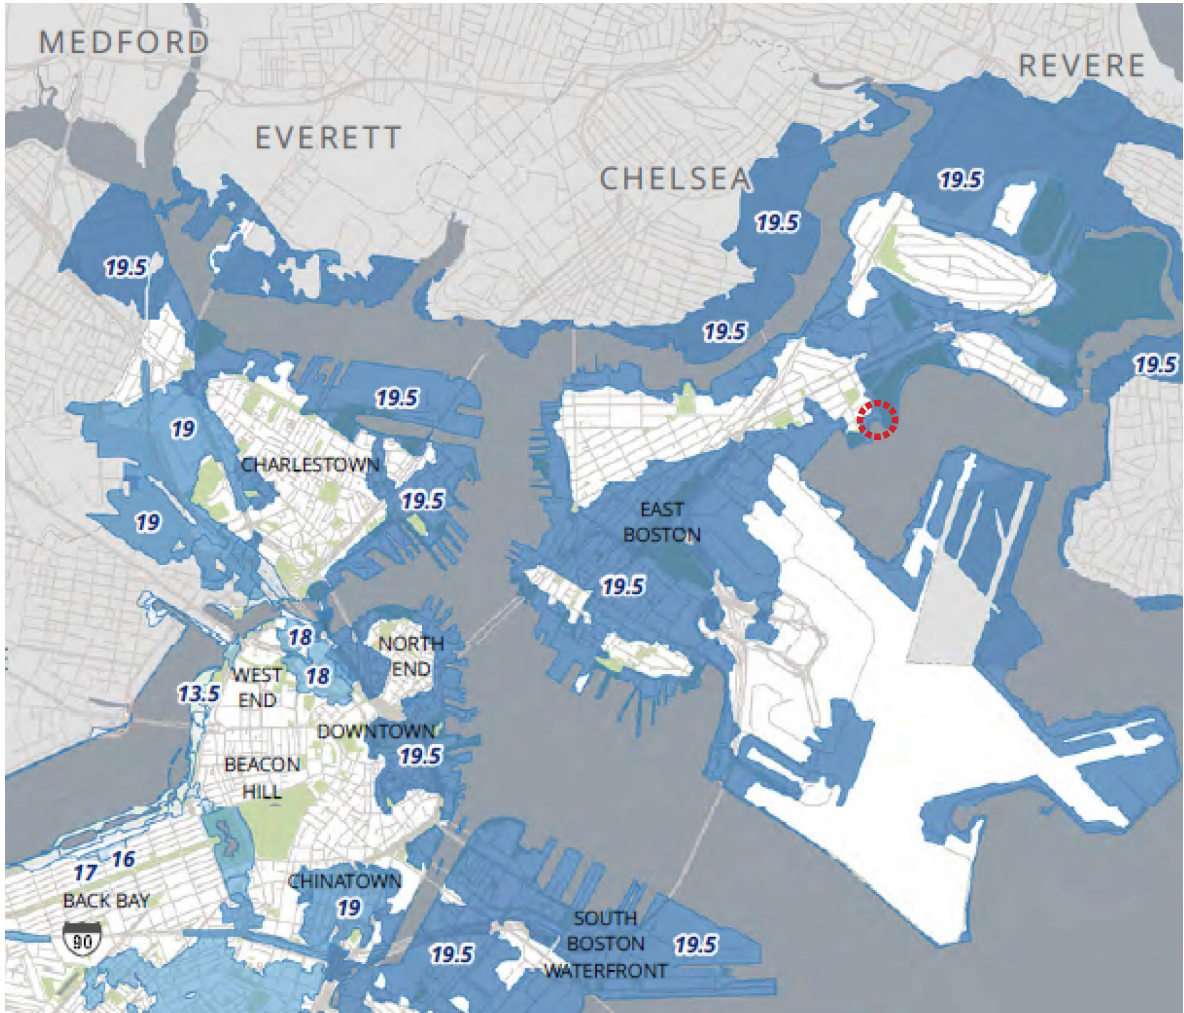 MEDFORD
REVERE
EVERETT
CHELSEA
19.5
19.5
19.5
19.5
19.5
19.5
19
CHARLESTOWN
19.5
19
EAST
BOSTON
19.5
18
18
NORTH
END
WEST
END
13.5
DOWNTOWN
19.5
BEACON
HILL
16
17
BACK BAY
90
CHINATOWN
19
19.5
SOUTH
BOSTON
WATERFRONT
19.5